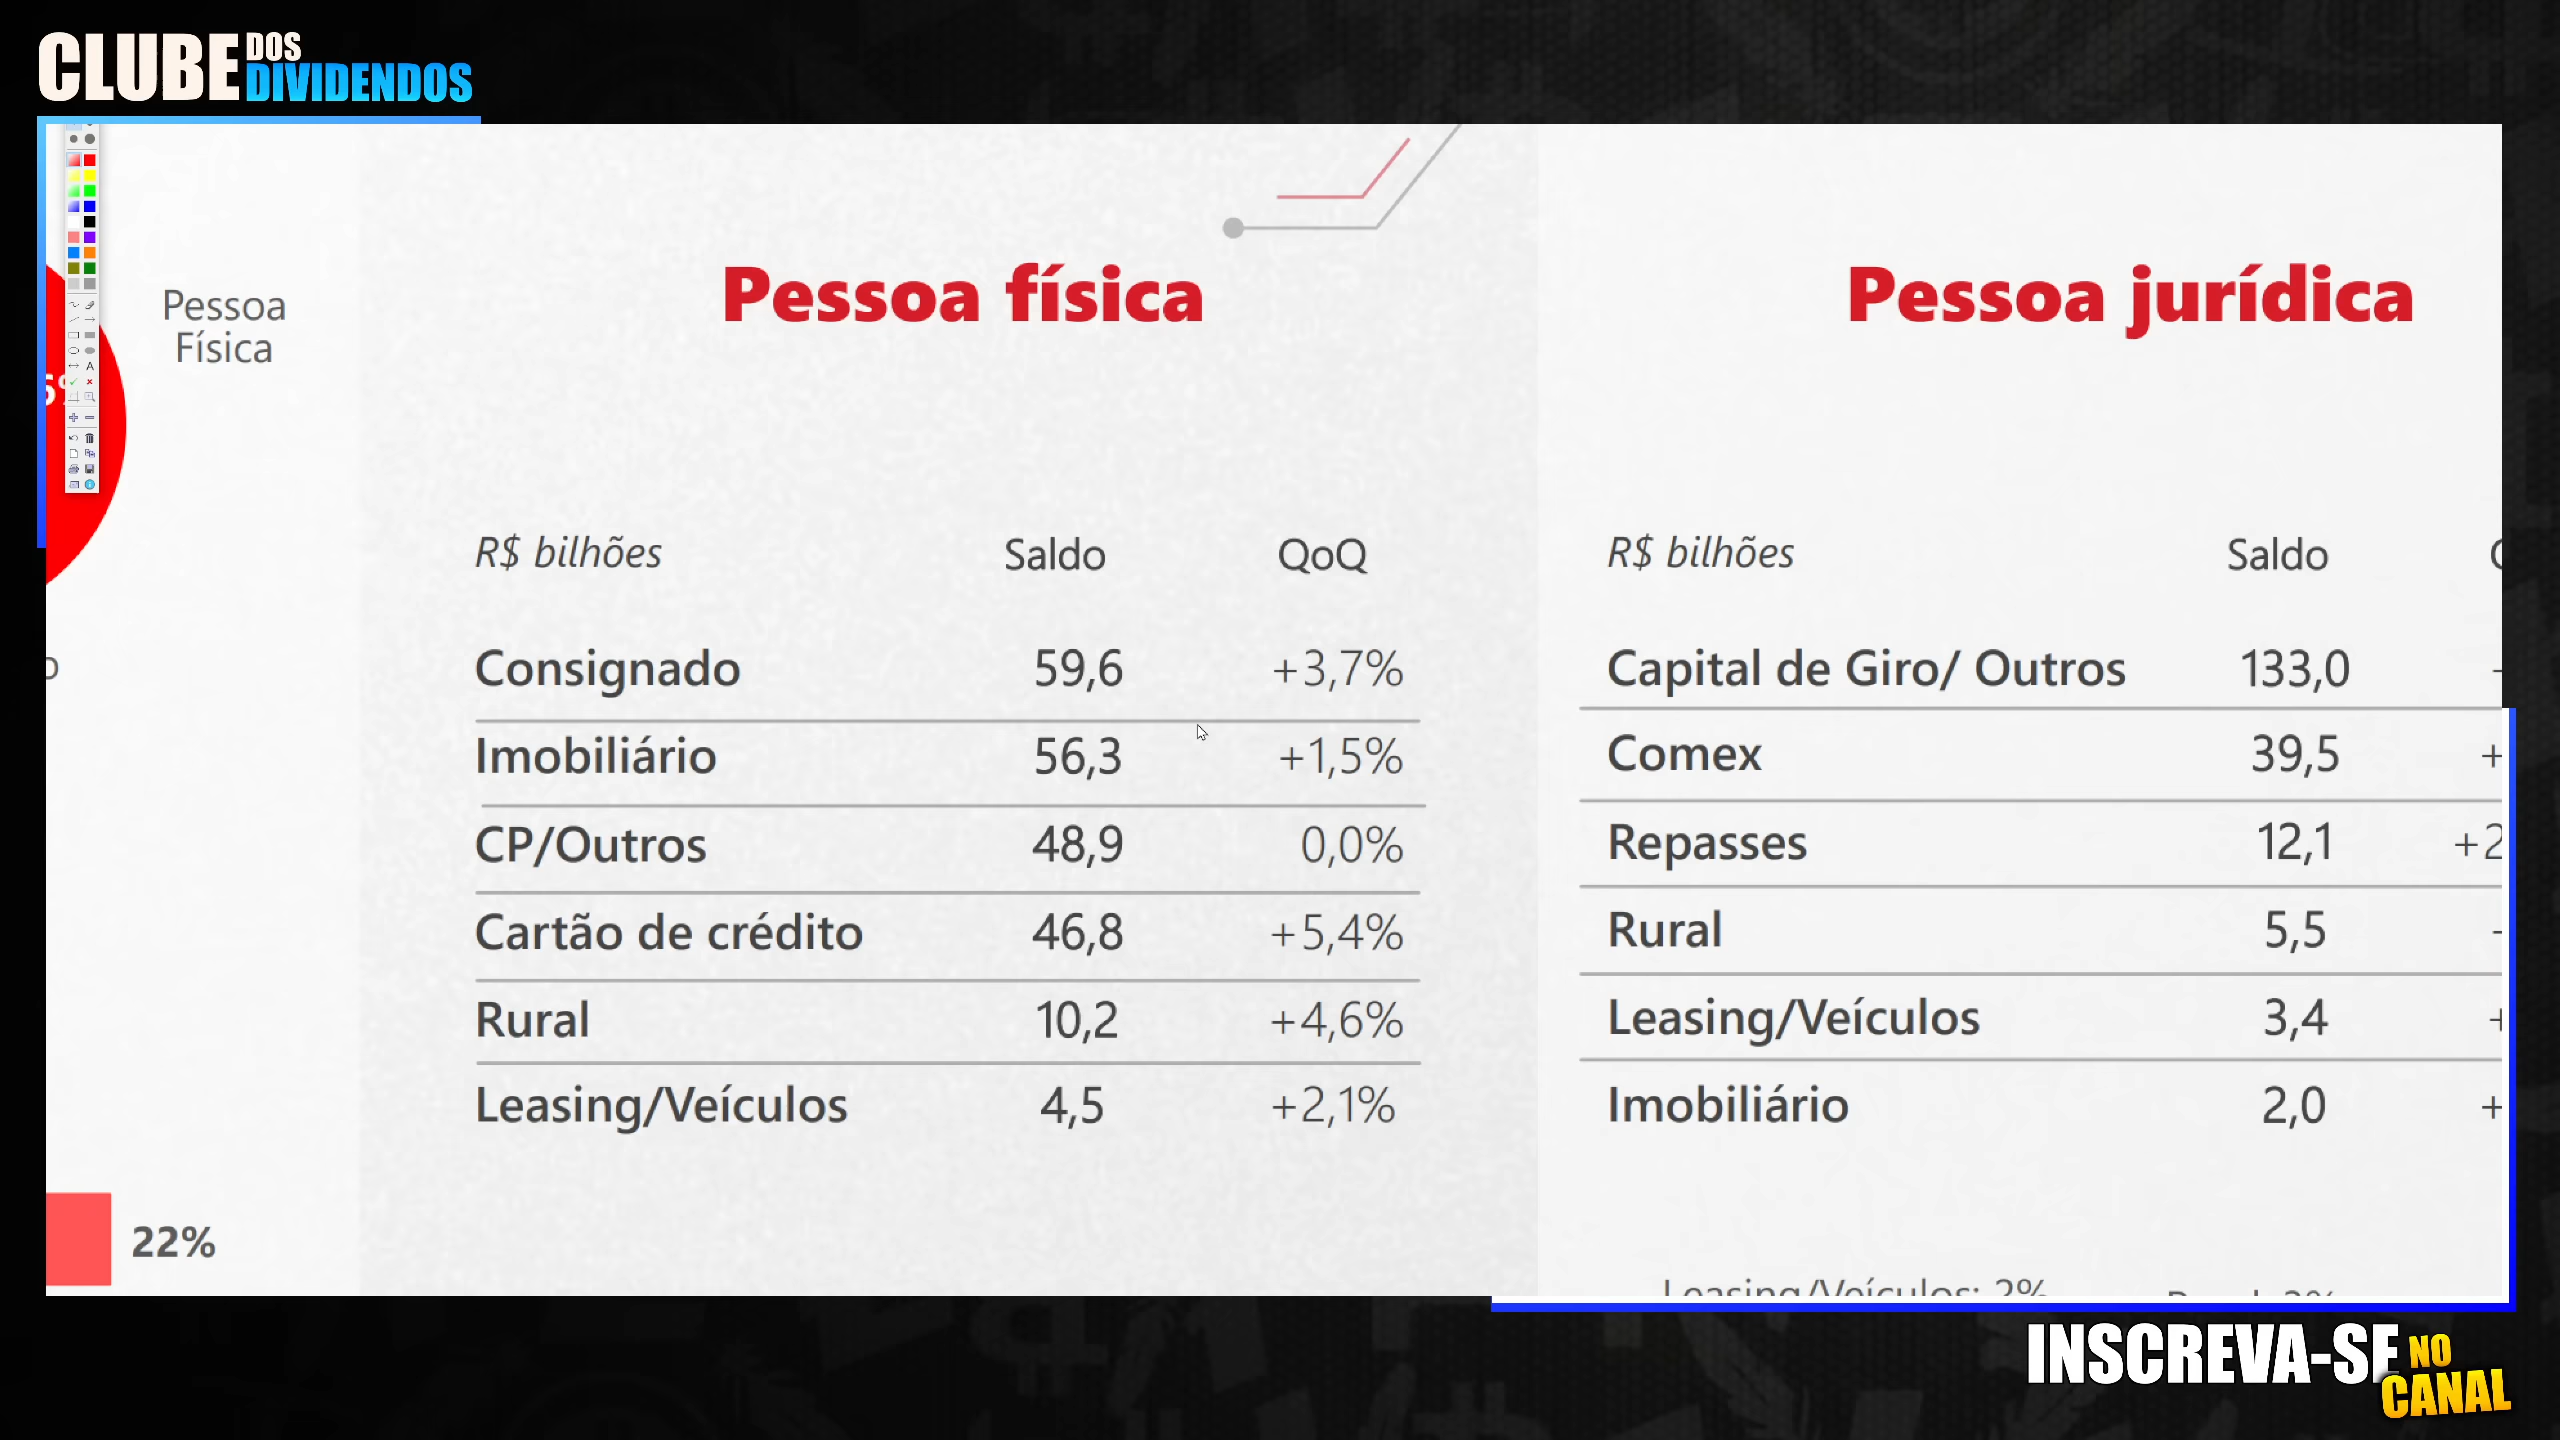 CLUBE DOS DIVIDENDOS
Pessoa
Física
Pessoa física
R$ bilhões Saldo QoQ
Consignado 59,6 +3,7%
Imobiliário 56,3 +1,5%
CP/Outros 48,9 0,0%
Cartão de crédito 46,8 +5,4%
Rural 10,2 +4,6%
Leasing/Veículos 4,5 +2,1%
Pessoa jurídica
R$ bilhões Saldo
Capital de Giro/ Outros 133,0
Comex 39,5
Repasses 12,1
Rural 5,5
Leasing/Veículos 3,4
Imobiliário 2,0
22%
Leasing/Veículos: 2%
INSCREVA-SE NO CANAL